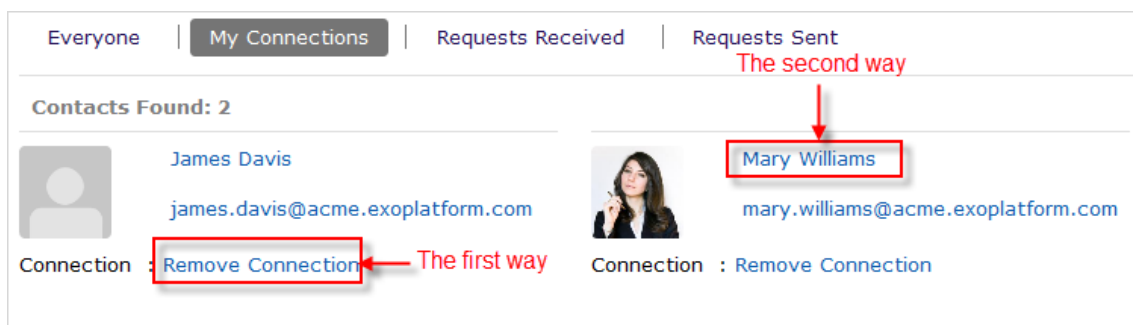 Everyone | My Connections | Requests Received | Requests Sent
The second way
Contacts Found: 2
James Davis
james.davis@acme.exoplatform.com
Connection : Remove Connection
The first way
Mary Williams
mary.williams@acme.exoplatform.com
Connection : Remove Connection